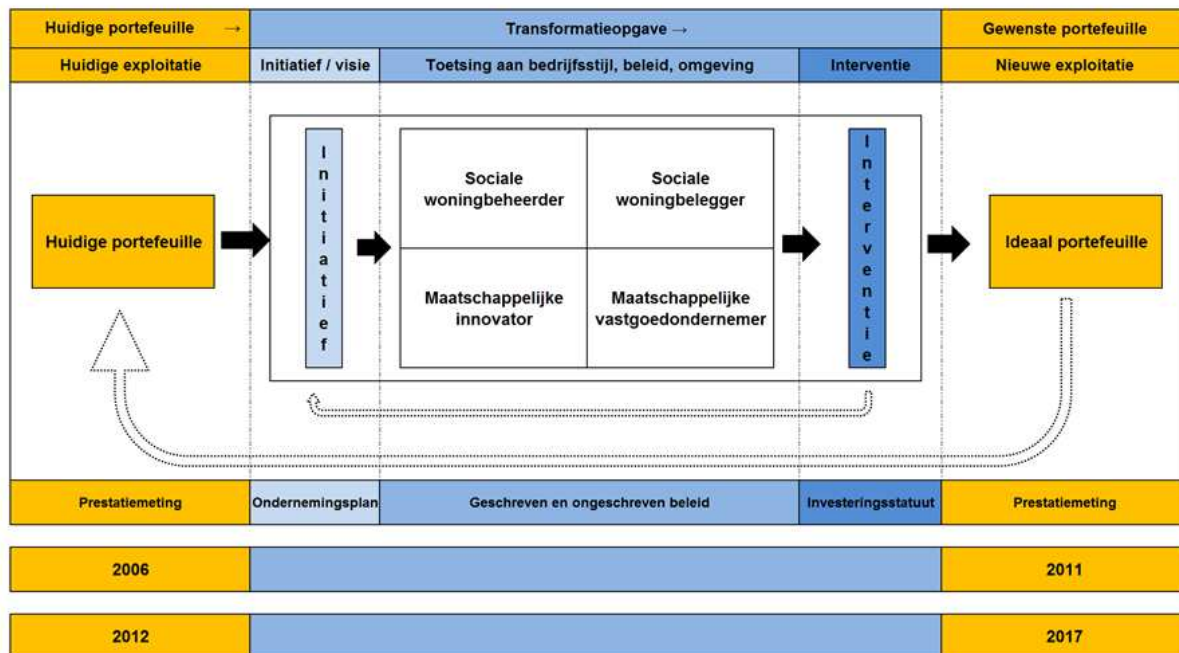 Huidige portefeuille →
Transformatieopgave →
Gewenste portefeuille
Huidige exploitatie
Initiatief / visie
Toetsing aan bedrijfsstijl, beleid, omgeving
Interventie
Nieuwe exploitatie
Huidige portefeuille
Initiatief
Sociale
woningbeheerder
Sociale
woningbelegger
Maatschappelijke
innovator
Maatschappelijke
vastgoedondernemer
Interventie
Ideaal portefeuille
Prestatiemeting
Ondernemingsplan
Geschreven en ongeschreven beleid
Investeringsstatuut
Prestatiemeting
2006
2011
2012
2017